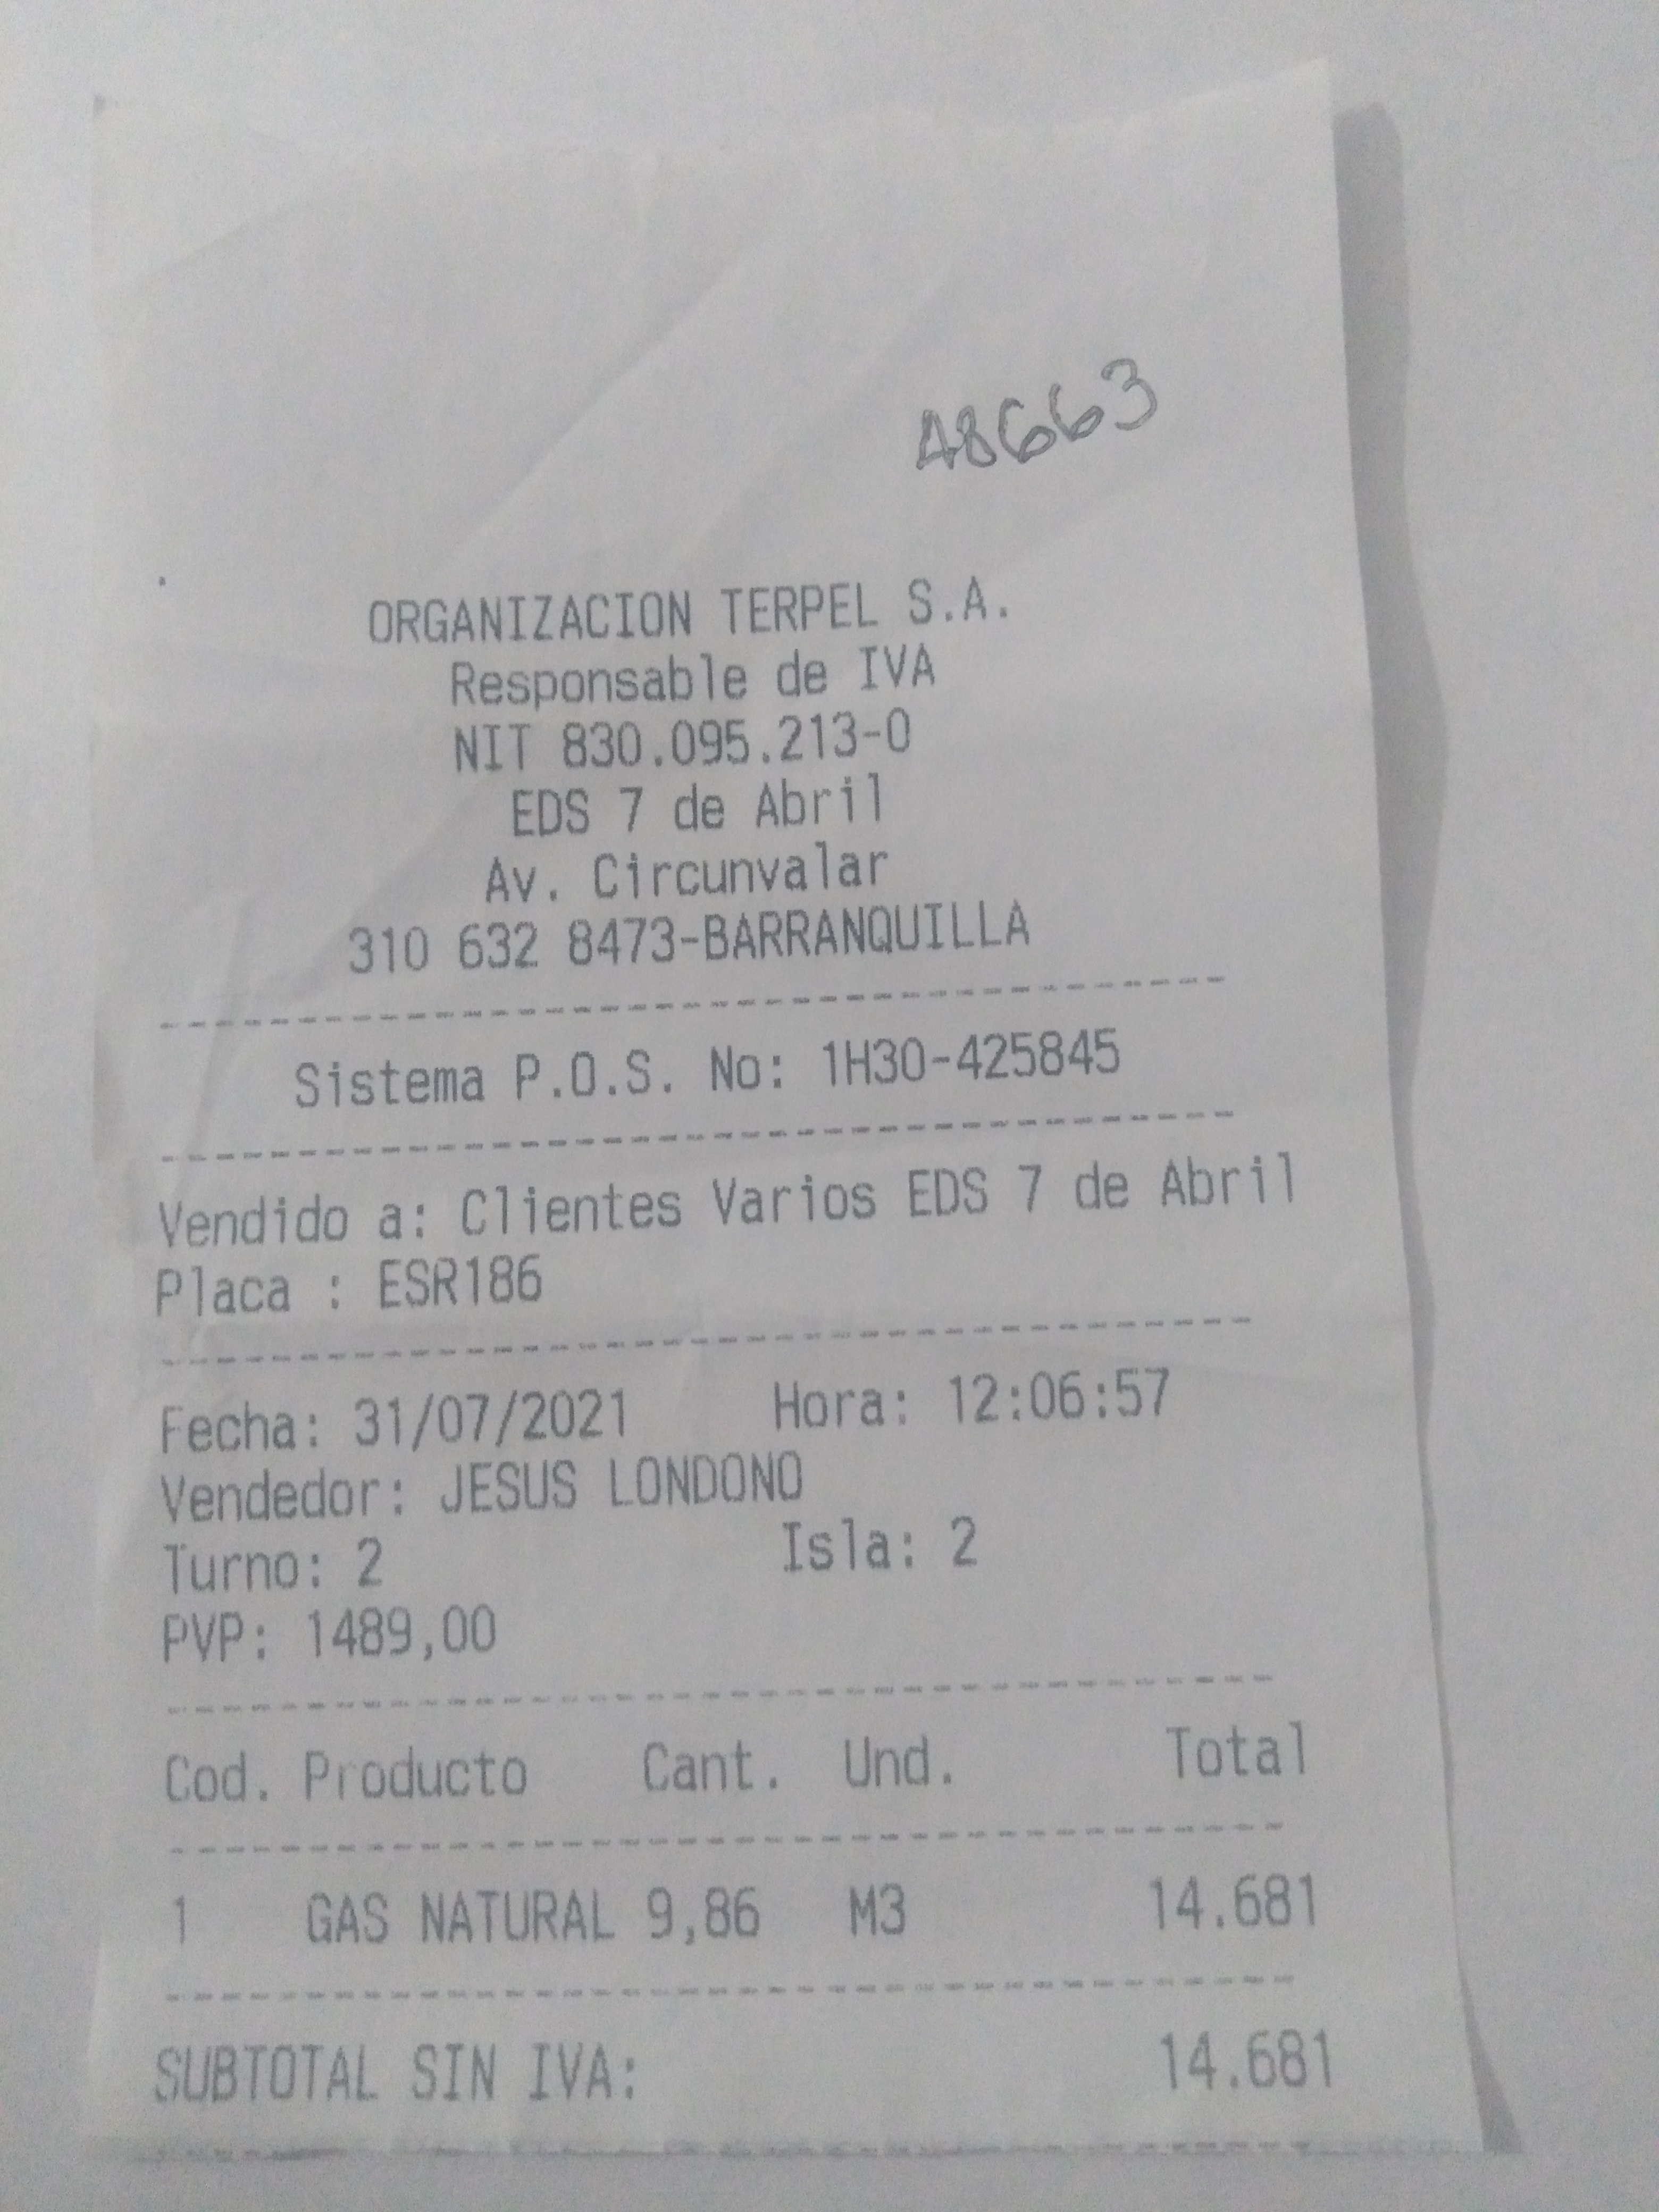 48663
ORGANIZACION TERPEL S.A.
Responsable de IVA
NIT 830.095.213-0
EDS 7 de Abril
Av. Circunvalar
310 632 8473-BARRANQUILLA
Sistema P.O.S. No: 1H30-425845
Vendido a: Clientes Varios EDS 7 de Abril
Placa : ESR186
Fecha: 31/07/2021 Hora: 12:06:57
Vendedor: JESUS LONDONO
Turno: 2 Isla: 2
PVP: 1489,00
Cod. Producto Cant. Und. Total
1 GAS NATURAL 9,86 M3 14.681
SUBTOTAL SIN IVA: 14.681